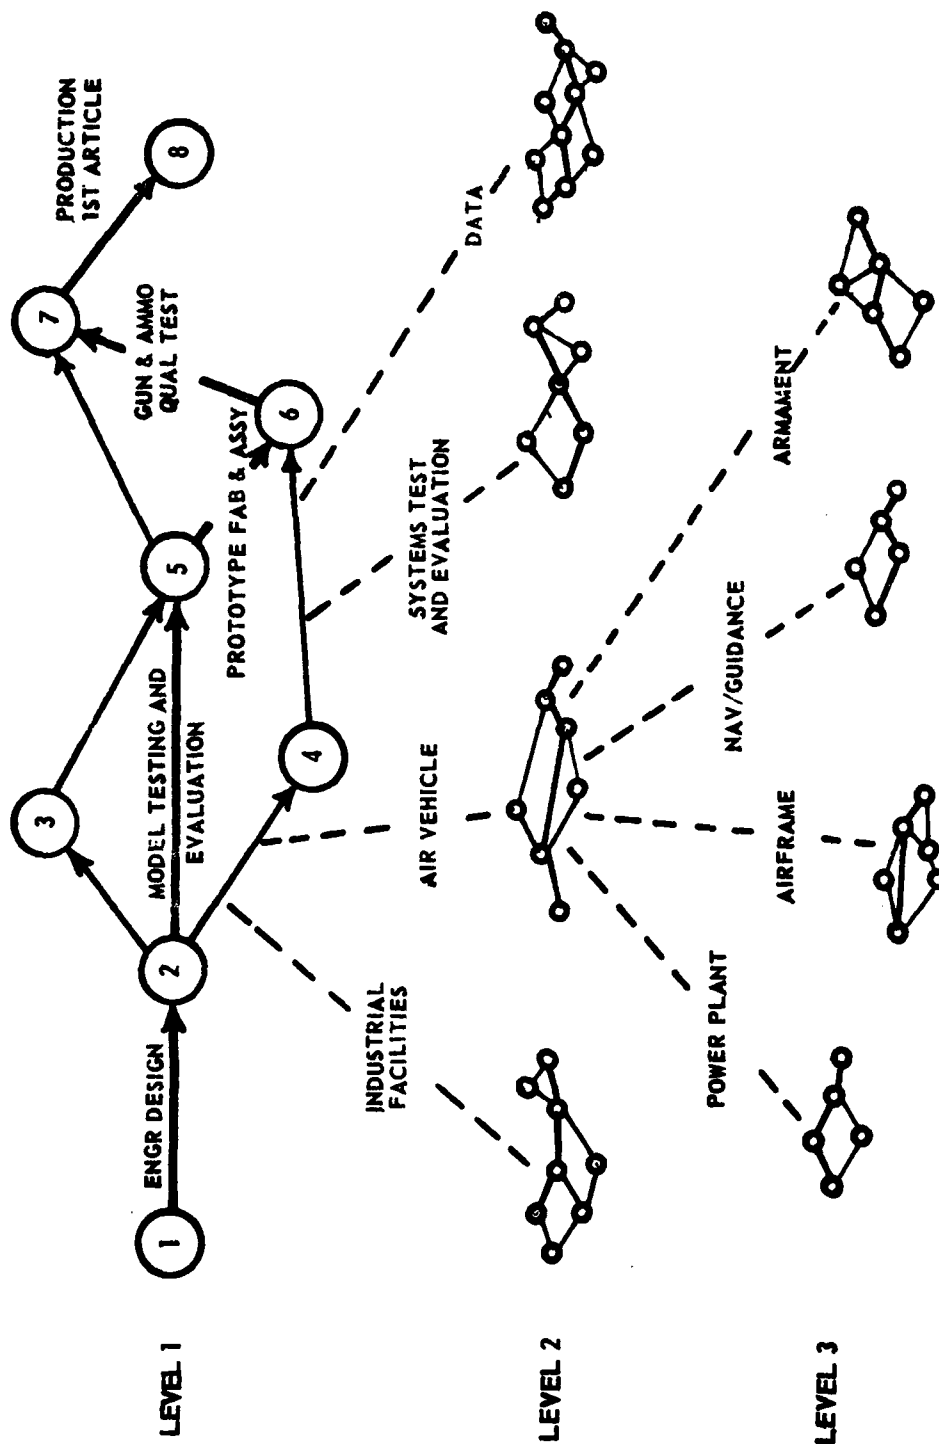 LEVEL 1
1
ENGR DESIGN
2
3
MODEL TESTING AND
EVALUATION
4
5
PROTOTYPE FAB & ASSY
6
GUN & AMMO
QUAL TEST
7
PRODUCTION
1ST ARTICLE
8
LEVEL 2
INDUSTRIAL
FACILITIES
AIR VEHICLE
SYSTEMS TEST
AND EVALUATION
DATA
LEVEL 3
POWER PLANT
AIRFRAME
NAV/GUIDANCE
ARMAMENT